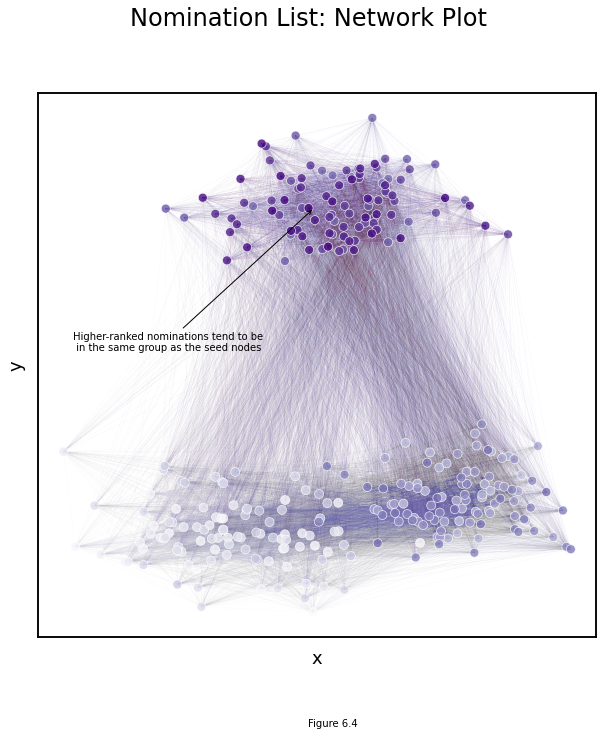 Nomination List: Network Plot
Higher-ranked nominations tend to be
in the same group as the seed nodes
y
x
Figure 6.4